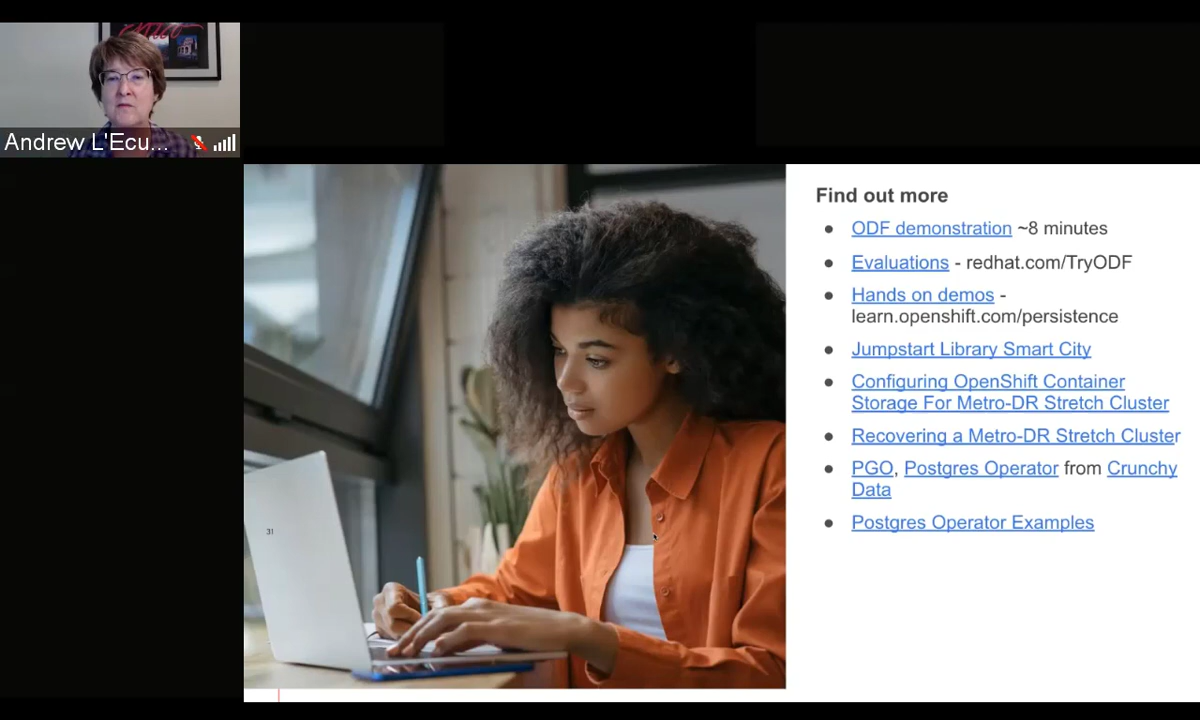 Andrew L'Ecu...
Find out more
ODF demonstration ~8 minutes
Evaluations - redhat.com/TryODF
Hands on demos -
learn.openshift.com/persistence
Jumpstart Library Smart City
Configuring OpenShift Container
Storage For Metro-DR Stretch Cluster
Recovering a Metro-DR Stretch Cluster
PGO, Postgres Operator from Crunchy
Data
Postgres Operator Examples
31